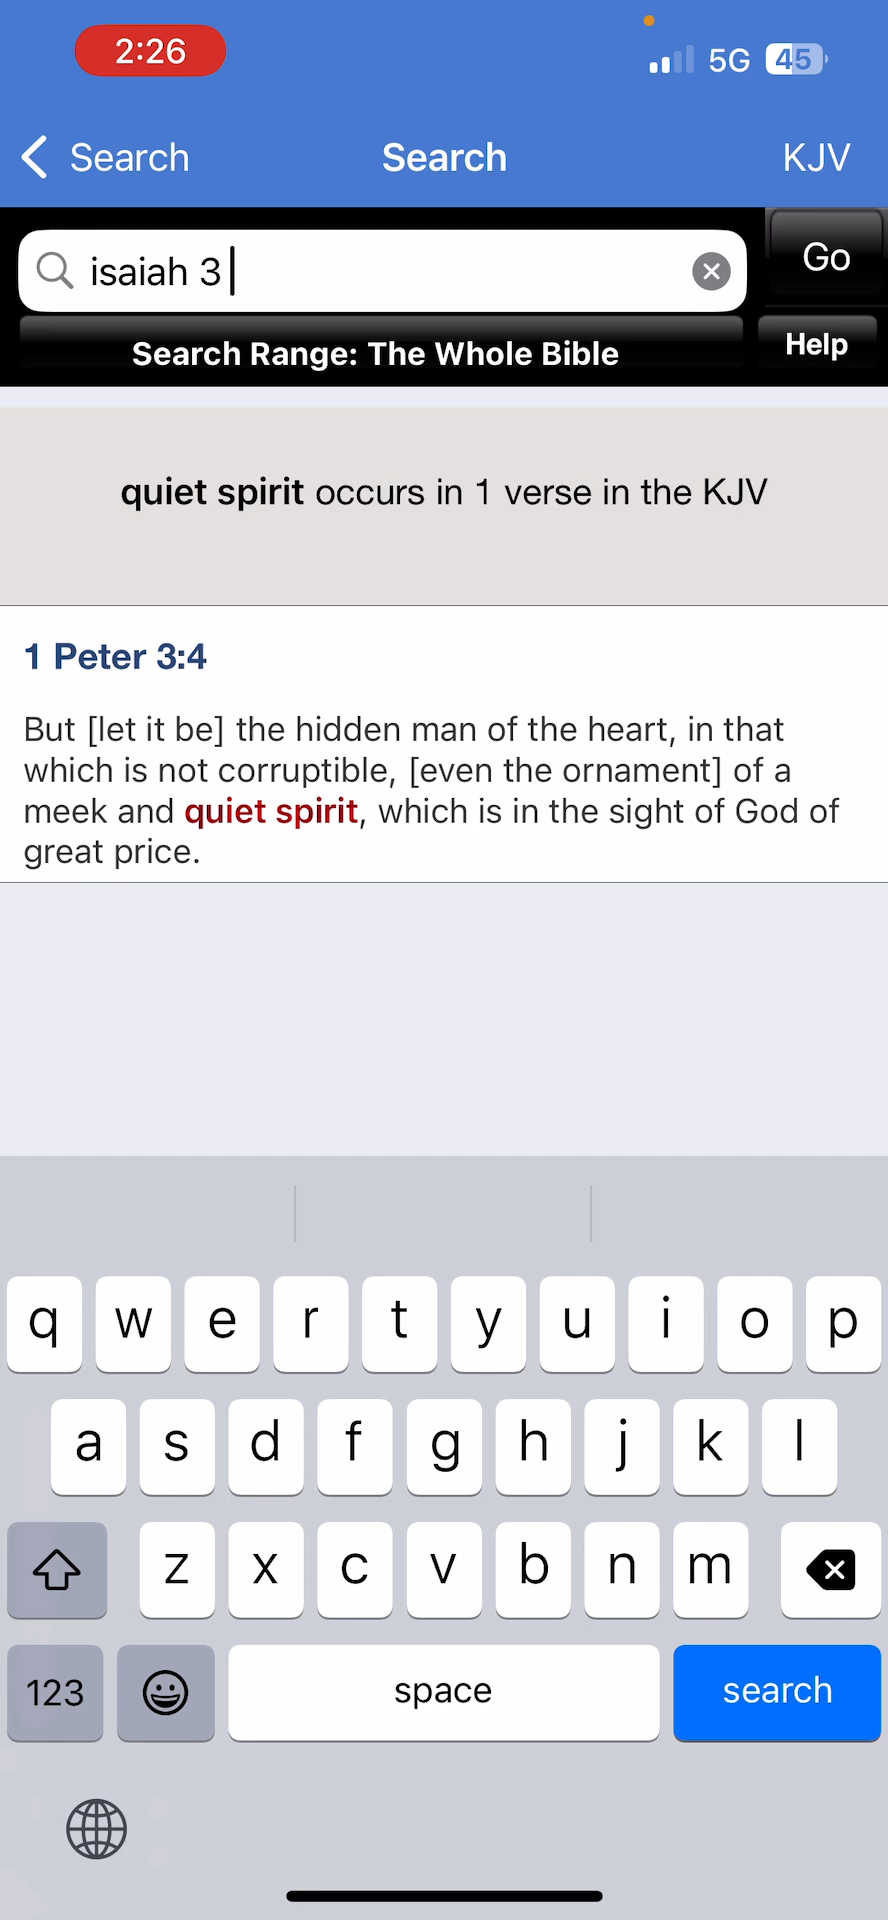 2:26
5G 45
Search Search KJV
isaiah 3
Go
Search Range: The Whole Bible
Help
quiet spirit occurs in 1 verse in the KJV
1 Peter 3:4
But [let it be] the hidden man of the heart, in that
which is not corruptible, [even the ornament] of a
meek and quiet spirit, which is in the sight of God of
great price.
q w e r t y u i o p
a s d f g h j k l
z x c v b n m
123 space search